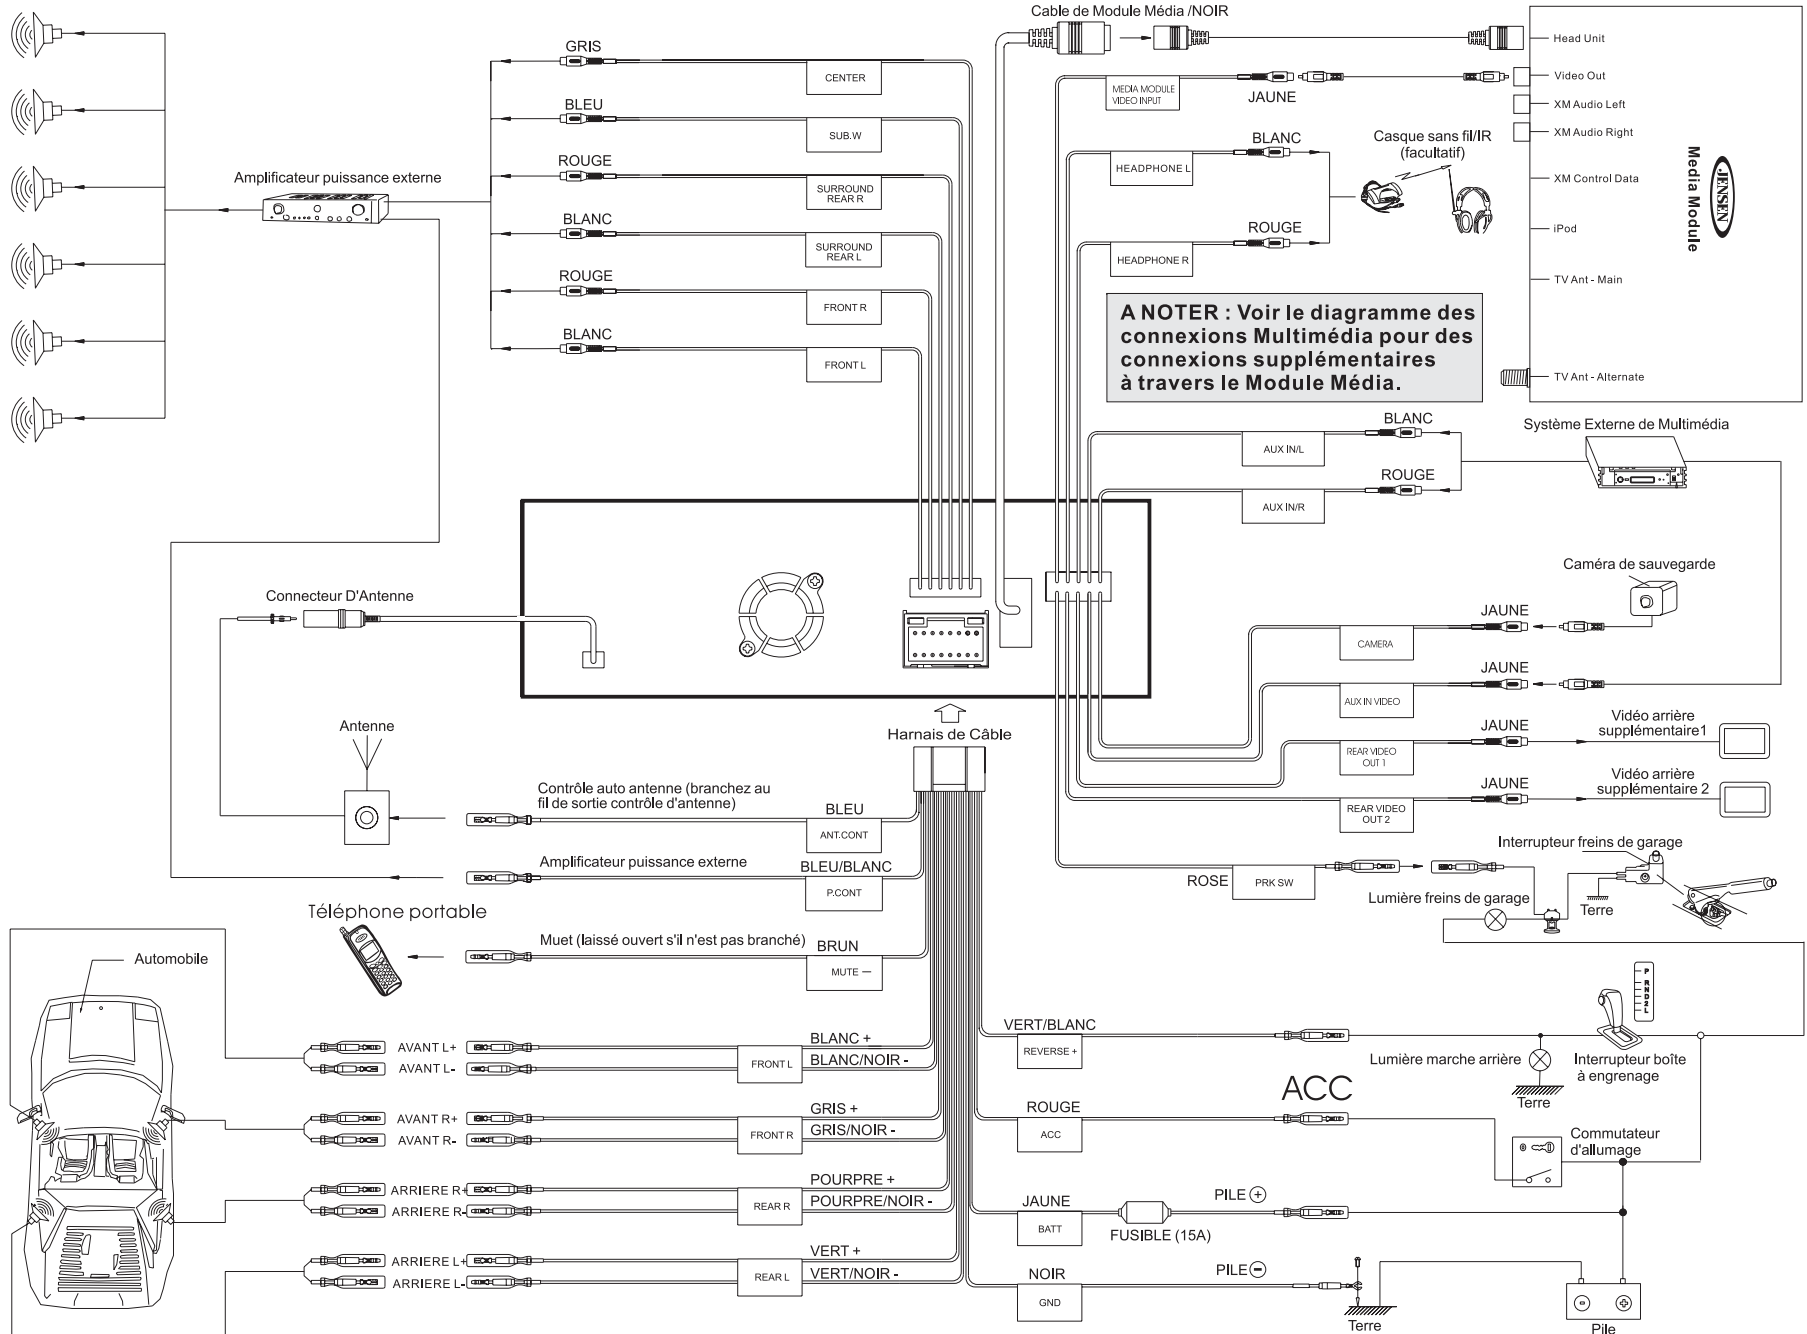 Cable de Module Média /NOIR
Head Unit
Video Out
XM Audio Left
XM Audio Right
XM Control Data
iPod
TV Ant - Main
TV Ant - Alternate
JENSEN
Media Module
GRIS
CENTER
BLEU
SUB.W
ROUGE
SURROUND
REAR R
BLANC
SURROUND
REAR L
ROUGE
FRONT R
BLANC
FRONT L
Amplificateur puissance externe
MEDIA MODULE
VIDEO INPUT
JAUNE
BLANC
HEADPHONE L
ROUGE
HEADPHONE R
Casque sans fil/IR
(facultatif)
A NOTER : Voir le diagramme des
connexions Multimédia pour des
connexions supplémentaires
à travers le Module Média.
BLANC
AUX IN/L
ROUGE
AUX IN/R
Système Externe de Multimédia
Caméra de sauvegarde
JAUNE
CAMERA
JAUNE
AUX IN VIDEO
JAUNE
REAR VIDEO
OUT 1
Vidéo arrière
supplémentaire1
JAUNE
REAR VIDEO
OUT 2
Vidéo arrière
supplémentaire 2
Connecteur D'Antenne
Antenne
Harnais de Câble
Contrôle auto antenne (branchez au
fil de sortie contrôle d'antenne)
BLEU
ANT.CONT
Amplificateur puissance externe
BLEU/BLANC
P.CONT
Téléphone portable
Muet (laissé ouvert s'il n'est pas branché)
BRUN
MUTE —
ROSE
PRK SW
Interrupteur freins de garage
Lumière freins de garage
Terre
Automobile
AVANT L+
AVANT L-
FRONT L
BLANC +
BLANC/NOIR -
AVANT R+
AVANT R-
FRONT R
GRIS +
GRIS/NOIR -
ARRIERE R+
ARRIERE R-
REAR R
POURPRE +
POURPRE/NOIR -
ARRIERE L+
ARRIERE L-
REAR L
VERT +
VERT/NOIR -
VERT/BLANC
REVERSE +
Lumière marche arrière
Terre
Interrupteur boîte
à engrenage
P
R
N
D
2
L
ACC
ROUGE
ACC
Commutateur
d'allumage
JAUNE
BATT
FUSIBLE (15A)
PILE +
NOIR
GND
PILE -
Terre
- +
Pile